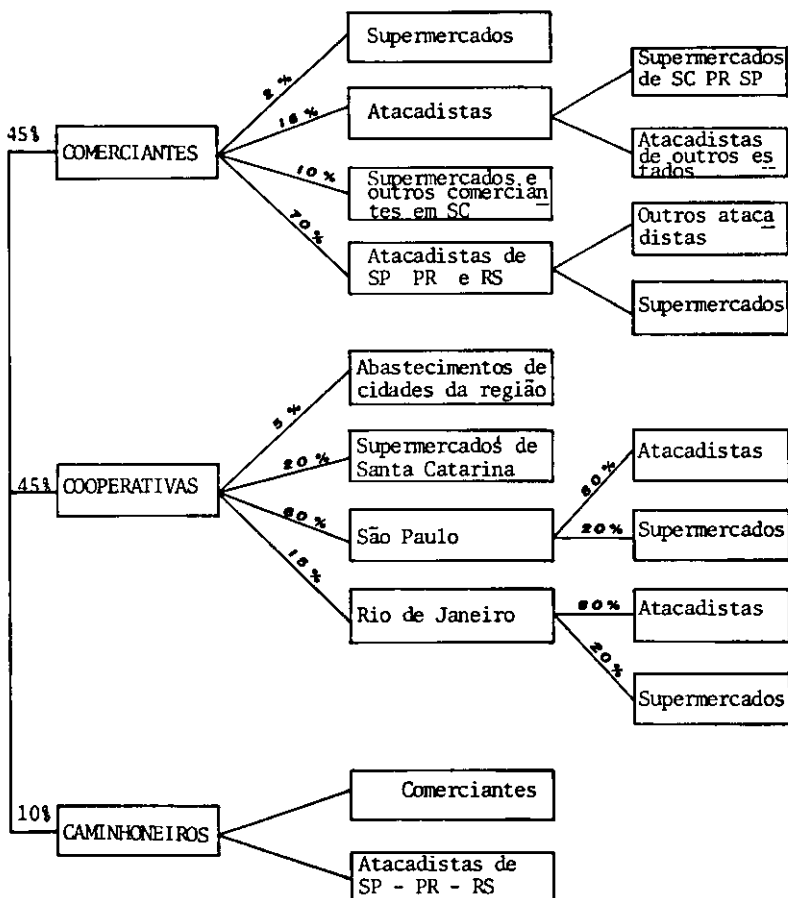 45%
COMERCIANTES
2%
Supermercados
18%
Atacadistas
Supermercados
de SC PR SP
Atacadistas
de outros es
tados
10%
Supermercados e
outros comercian
tes em SC
70%
Atacadistas de
SP PR e RS
Outros ataca
distas
Supermercados
45%
COOPERATIVAS
5%
Abastecimentos de
cidades da região
20%
Supermercados de
Santa Catarina
60%
São Paulo
80%
Atacadistas
20%
Supermercados
15%
Rio de Janeiro
80%
Atacadistas
20%
Supermercados
10%
CAMINHONEIROS
Comerciantes
Atacadistas de
SP - PR - RS